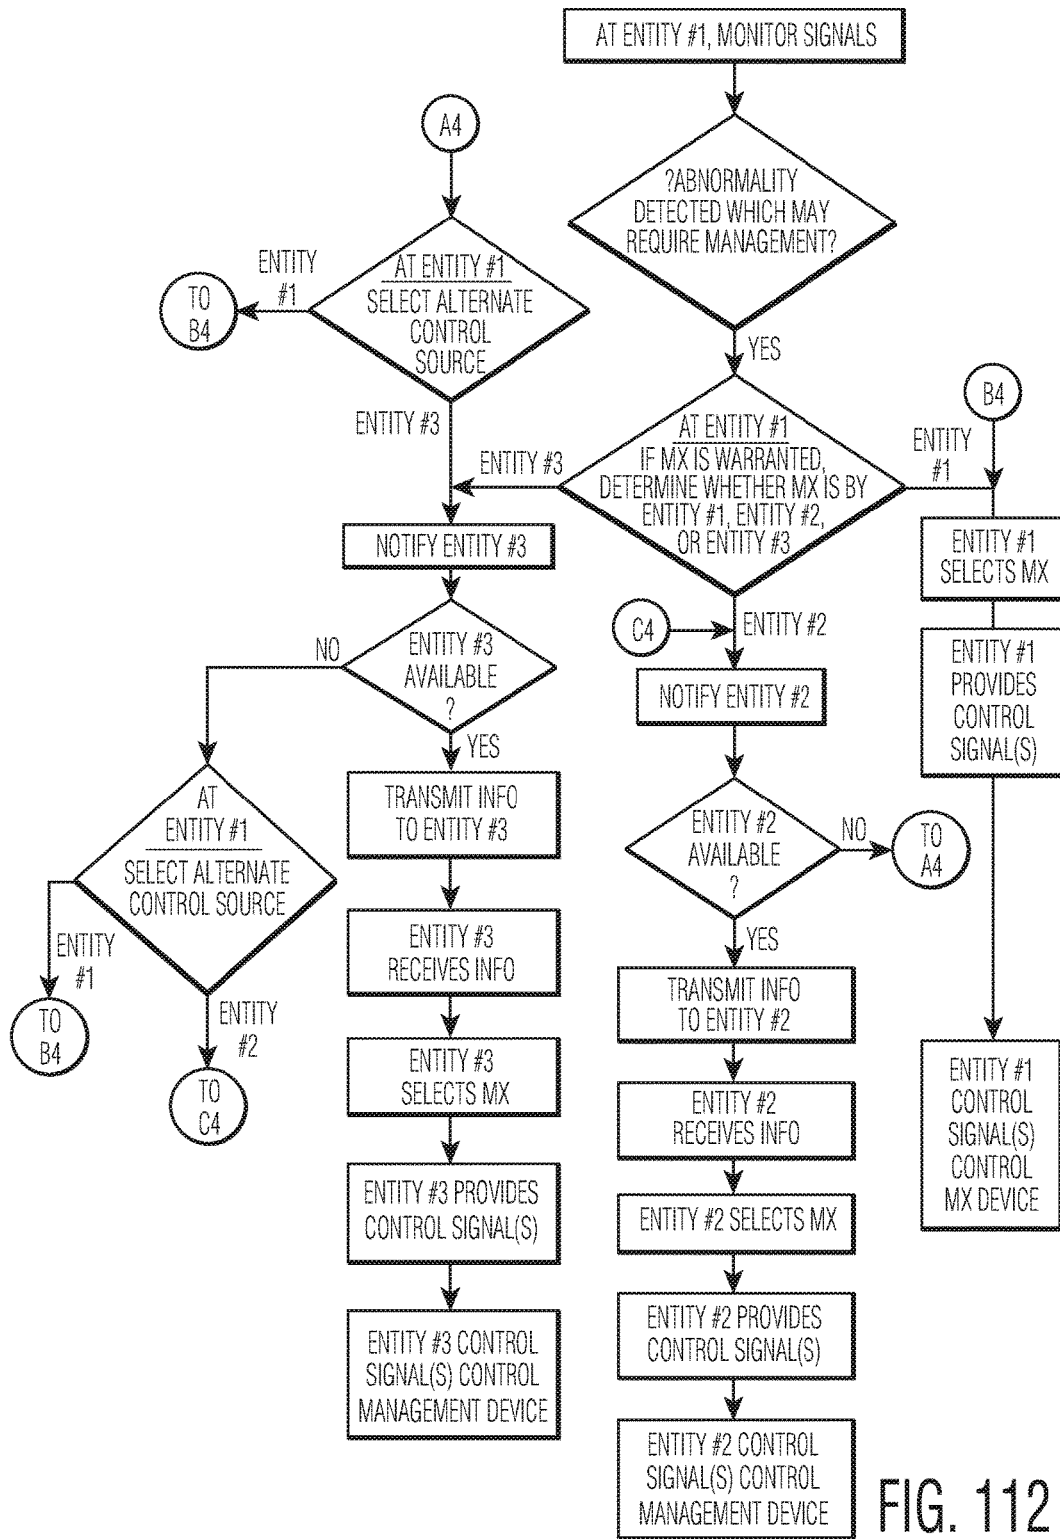 AT ENTITY #1, MONITOR SIGNALS
A4
?ABNORMALITY
DETECTED WHICH MAY
REQUIRE MANAGEMENT?
YES
ENTITY
#1
TO
B4
AT ENTITY #1
SELECT ALTERNATE
CONTROL
SOURCE
ENTITY #3
B4
ENTITY
#1
AT ENTITY #1
IF MX IS WARRANTED,
DETERMINE WHETHER MX IS BY
ENTITY #1, ENTITY #2,
OR ENTITY #3
ENTITY #3
NOTIFY ENTITY #3
ENTITY #1
SELECTS MX
C4
ENTITY #2
NO
ENTITY #3
AVAILABLE
?
YES
NOTIFY ENTITY #2
ENTITY #1
PROVIDES
CONTROL
SIGNAL(S)
AT
ENTITY #1
SELECT ALTERNATE
CONTROL SOURCE
TRANSMIT INFO
TO ENTITY #3
ENTITY #2
AVAILABLE
?
NO
TO
A4
YES
ENTITY
#1
TO
B4
ENTITY
#2
TO
C4
ENTITY #3
RECEIVES INFO
TRANSMIT INFO
TO ENTITY #2
ENTITY #3
SELECTS MX
ENTITY #2
RECEIVES INFO
ENTITY #1
CONTROL
SIGNAL(S)
CONTROL
MX DEVICE
ENTITY #3 PROVIDES
CONTROL SIGNAL(S)
ENTITY #2 SELECTS MX
ENTITY #3 CONTROL
SIGNAL(S) CONTROL
MANAGEMENT DEVICE
ENTITY #2 PROVIDES
CONTROL SIGNAL(S)
ENTITY #2 CONTROL
SIGNAL(S) CONTROL
MANAGEMENT DEVICE
FIG. 112